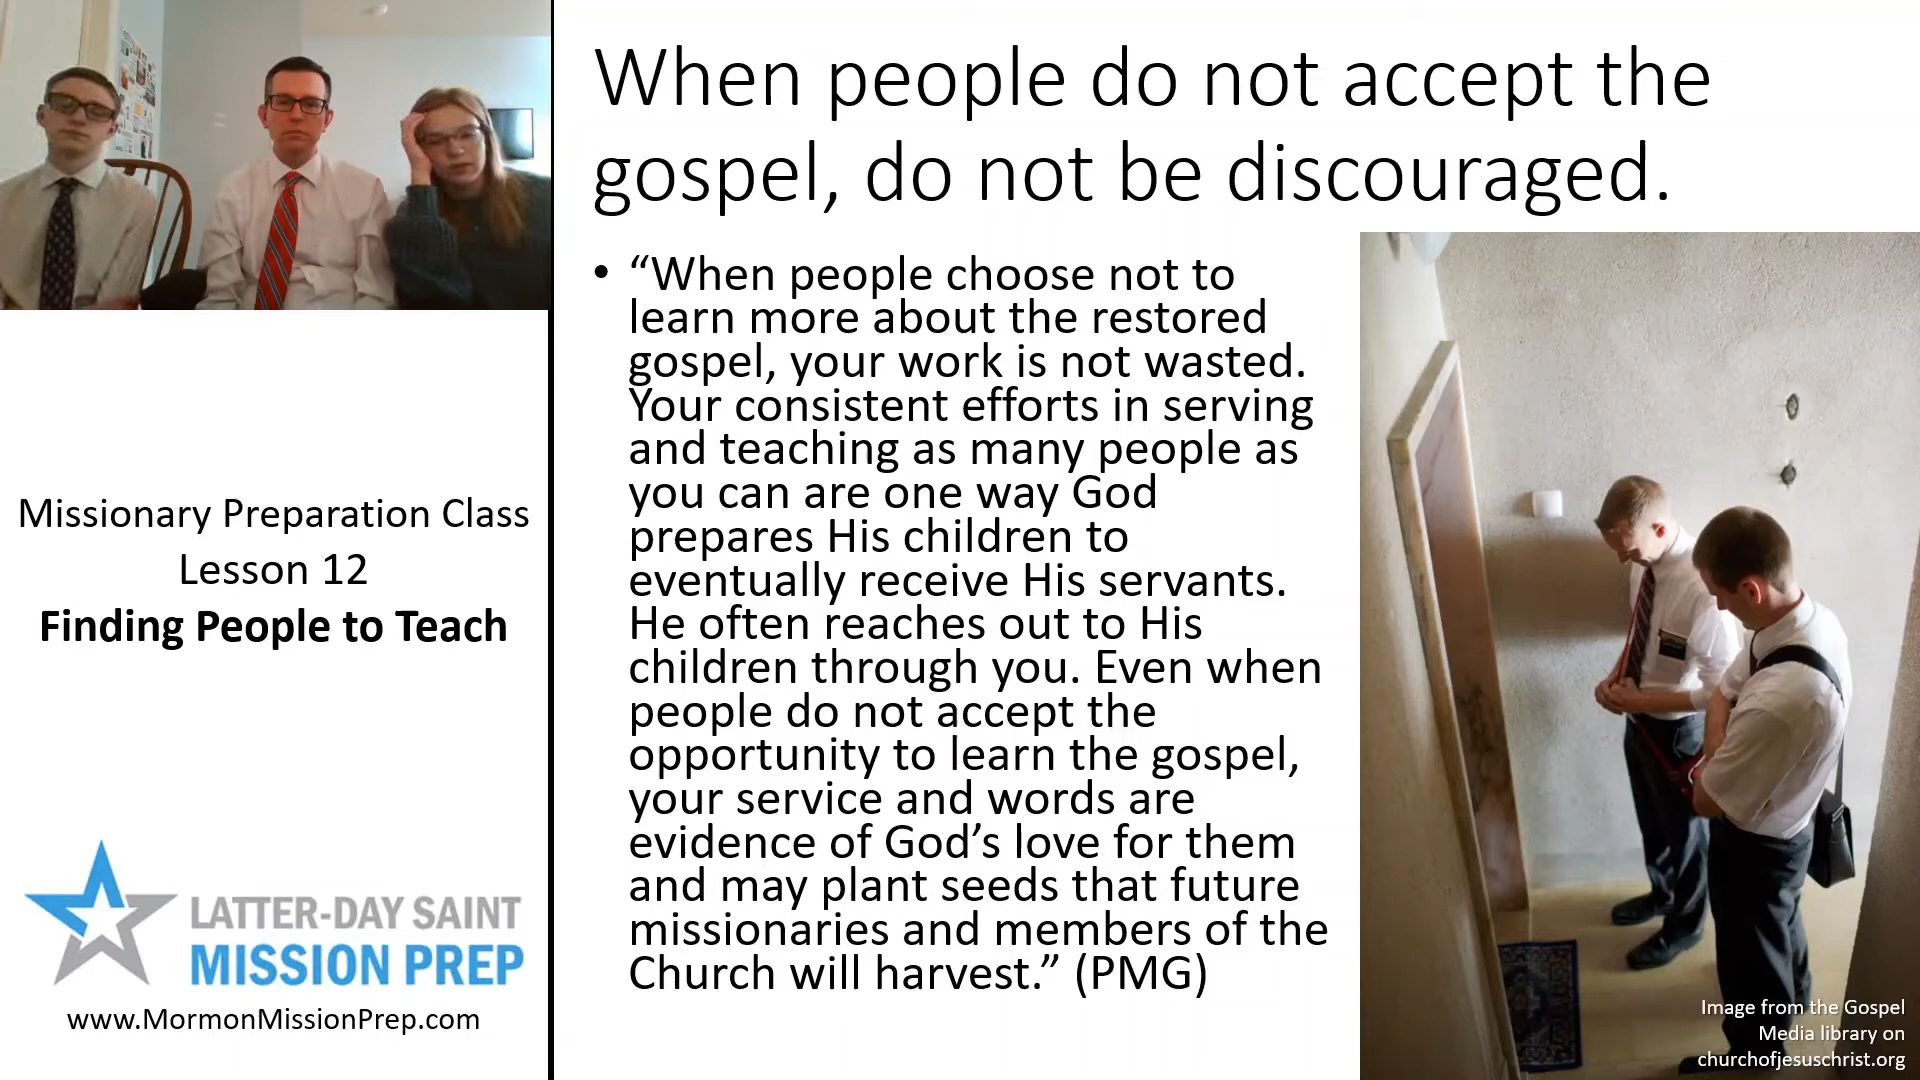 When people do not accept the
gospel, do not be discouraged.
• “When people choose not to
learn more about the restored
gospel, your work is not wasted.
Your consistent efforts in serving
and teaching as many people as
you can are one way God
prepares His children to
eventually receive His servants.
He often reaches out to His
children through you. Even when
people do not accept the
opportunity to learn the gospel,
your service and words are
evidence of God’s love for them
and may plant seeds that future
missionaries and members of the
Church will harvest.” (PMG)
Missionary Preparation Class
Lesson 12
Finding People to Teach
LATTER-DAY SAINT
MISSION PREP
www.MormonMissionPrep.com
Image from the Gospel
Media library on
churchofjesuschrist.org